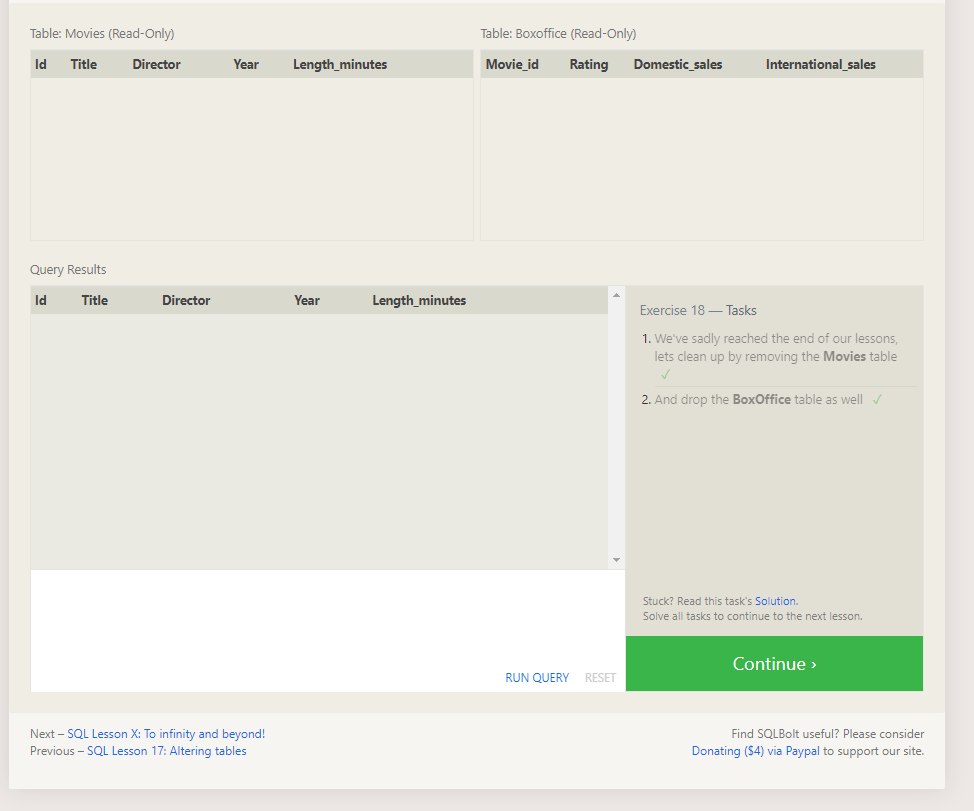 Table: Movies (Read-Only)
Table: Boxoffice (Read-Only)
Id Title Director Year Length_minutes
Movie_id Rating Domestic_sales International_sales
Query Results
Id Title Director Year Length_minutes
Exercise 18 — Tasks
1. We've sadly reached the end of our lessons,
lets clean up by removing the Movies table
✓
2. And drop the BoxOffice table as well ✓
Stuck? Read this task's Solution.
Solve all tasks to continue to the next lesson.
RUN QUERY RESET
Continue ›
Next – SQL Lesson X: To infinity and beyond!
Previous – SQL Lesson 17: Altering tables
Find SQLBolt useful? Please consider
Donating ($4) via Paypal to support our site.